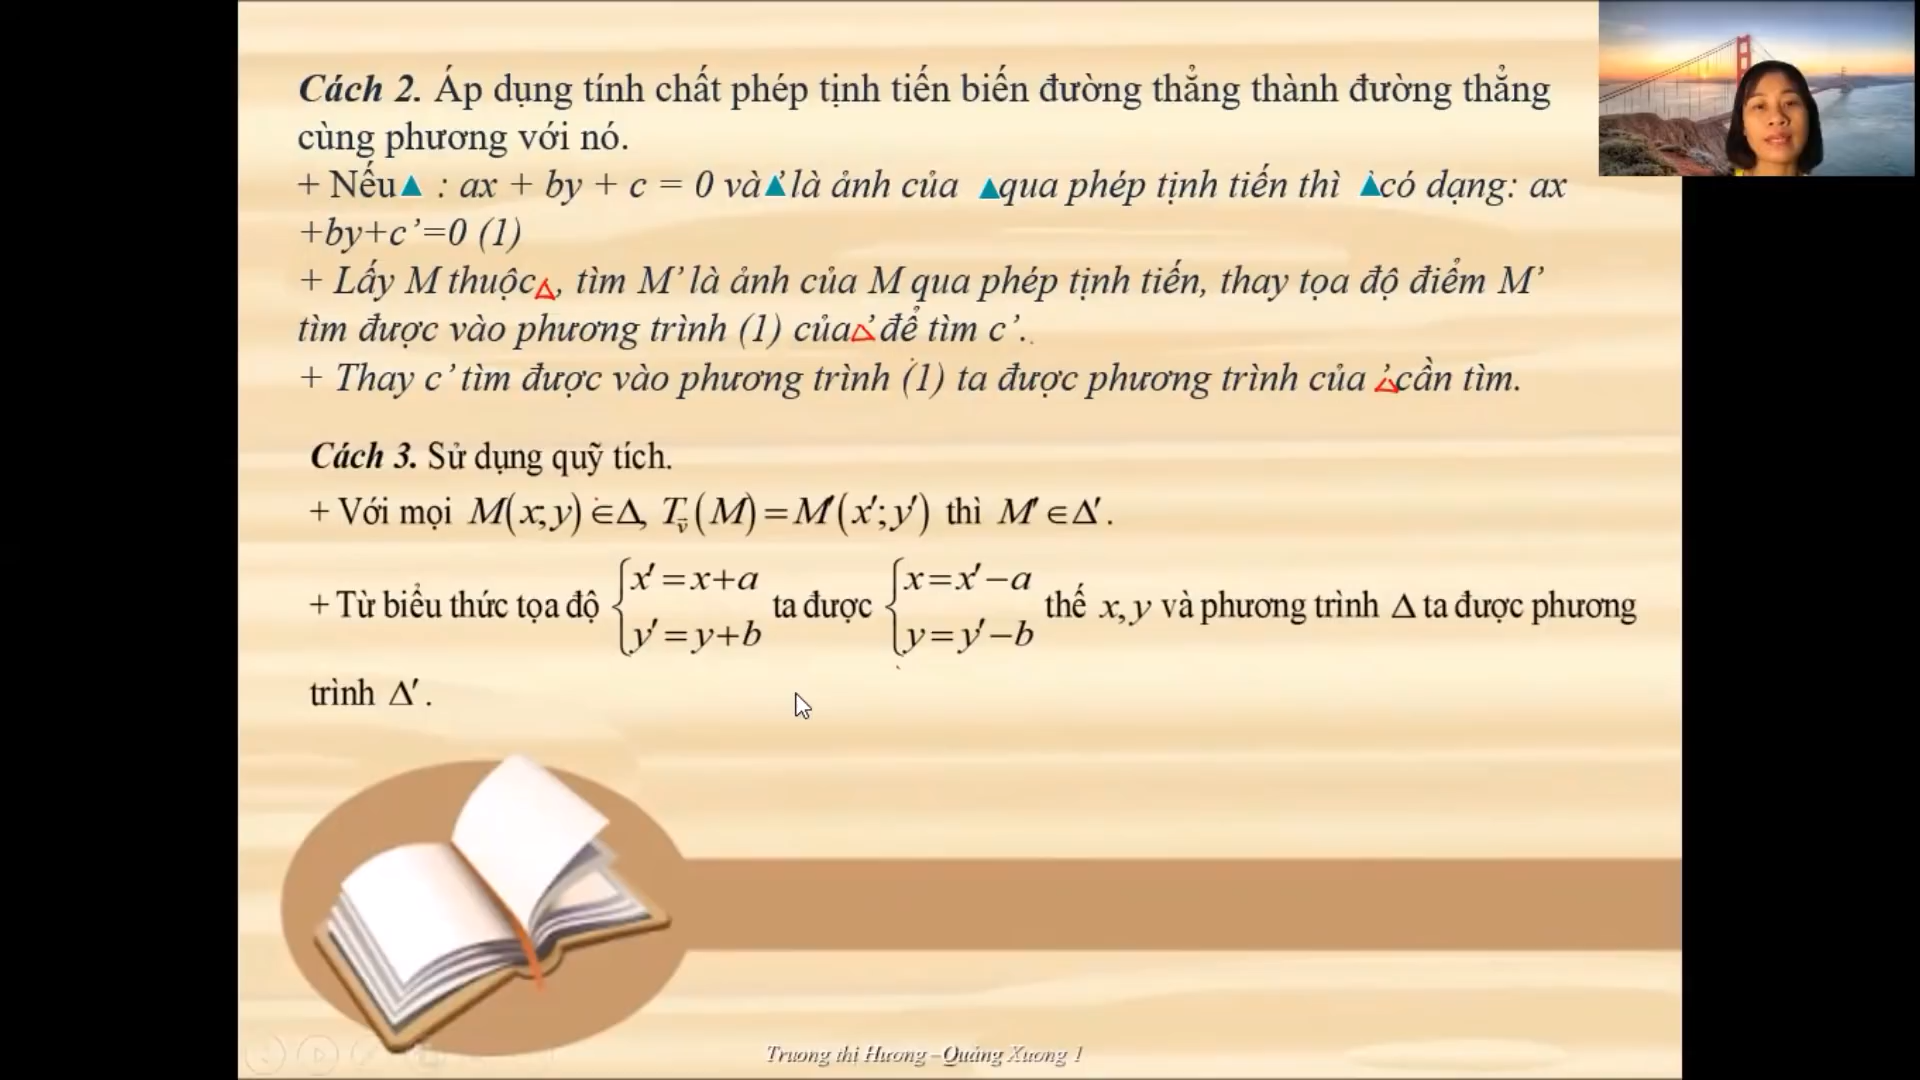 Cách 2. Áp dụng tính chất phép tịnh tiến biến đường thẳng thành đường thẳng
cùng phương với nó.
+ Nếu▲ : ax + by + c = 0 và▲’là ảnh của ▲qua phép tịnh tiến thì ▲’có dạng: ax
+by+c’=0 (1)
+ Lấy M thuộc△, tìm M’ là ảnh của M qua phép tịnh tiến, thay tọa độ điểm M’
tìm được vào phương trình (1) của△’để tìm c’.
+ Thay c’ tìm được vào phương trình (1) ta được phương trình của △’cần tìm.
Cách 3. Sử dụng quỹ tích.
+ Với mọi M(x;y)∈Δ, T_v⃗(M)=M′(x′;y′) thì M′∈Δ′.
+ Từ biểu thức tọa độ {x′=x+a y′=y+b ta được {x=x′−a y=y′−b thế x, y và phương trình Δ ta được phương
trình Δ′.
Truong thi Huong –Quảng Xuong 1